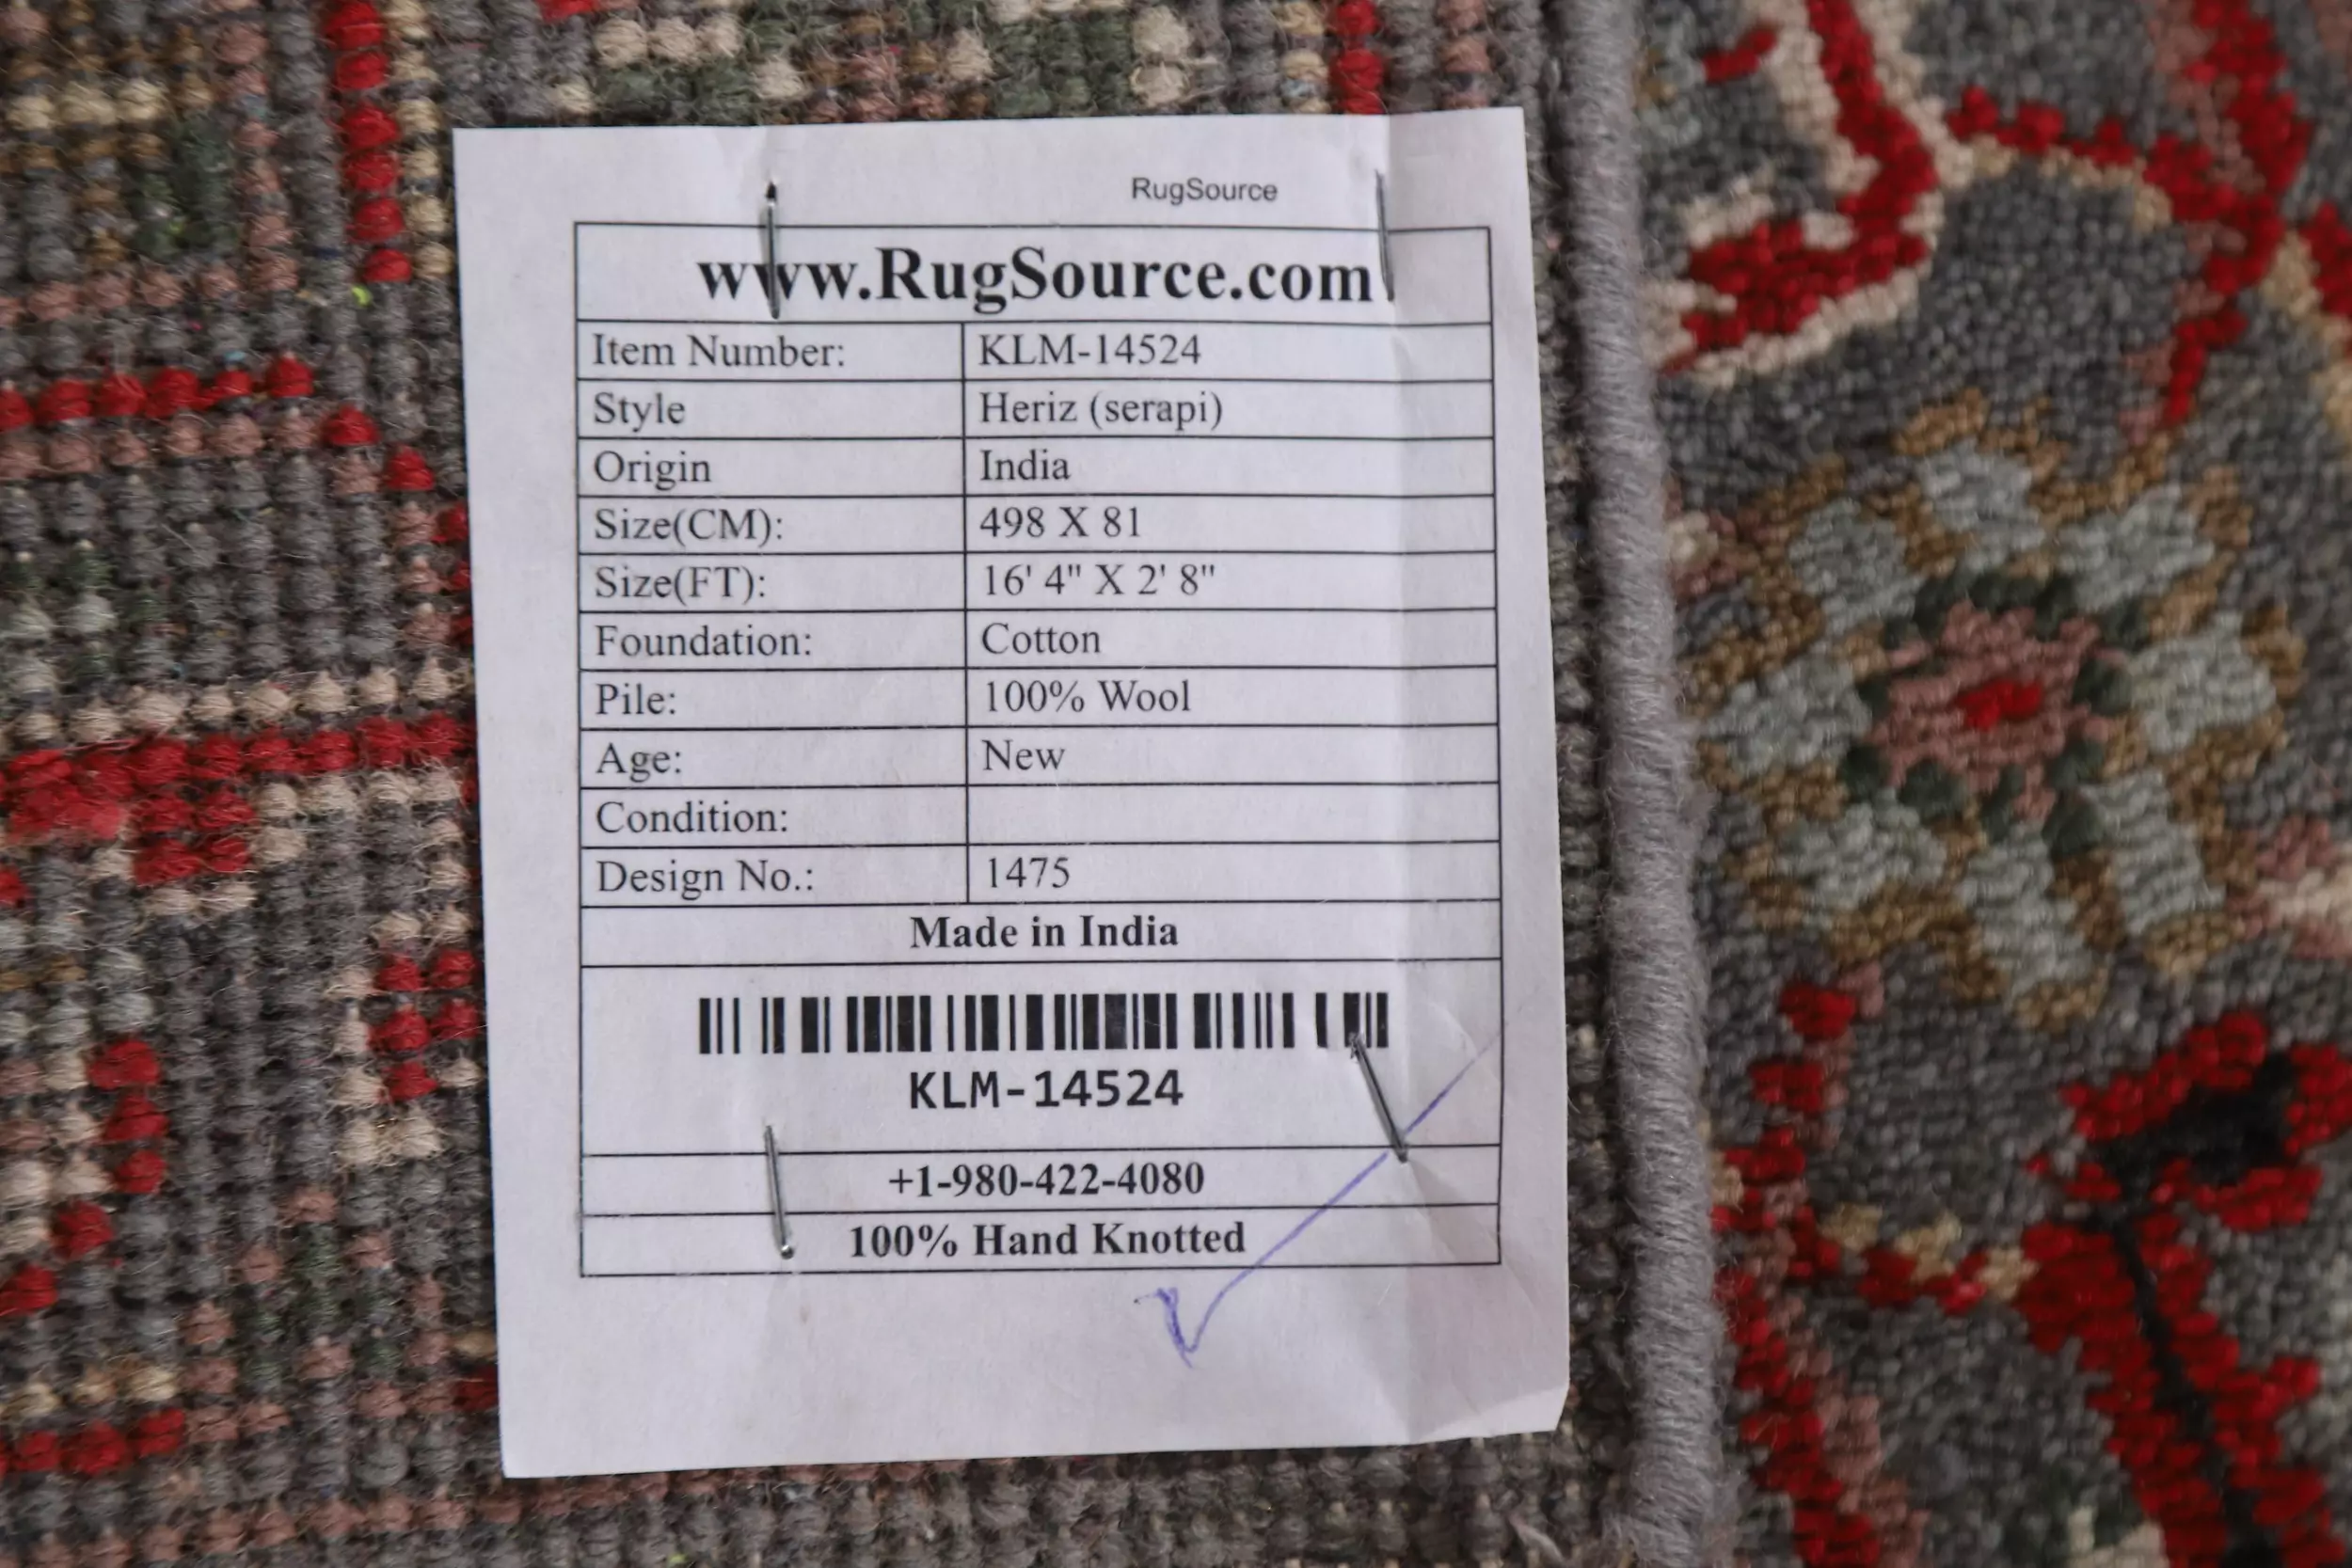 RugSource
www.RugSource.com
Item Number: KLM-14524
Style Heriz (serapi)
Origin India
Size(CM): 498 X 81
Size(FT): 16' 4" X 2' 8"
Foundation: Cotton
Pile: 100% Wool
Age: New
Condition:
Design No.: 1475
Made in India
KLM-14524
+1-980-422-4080
100% Hand Knotted